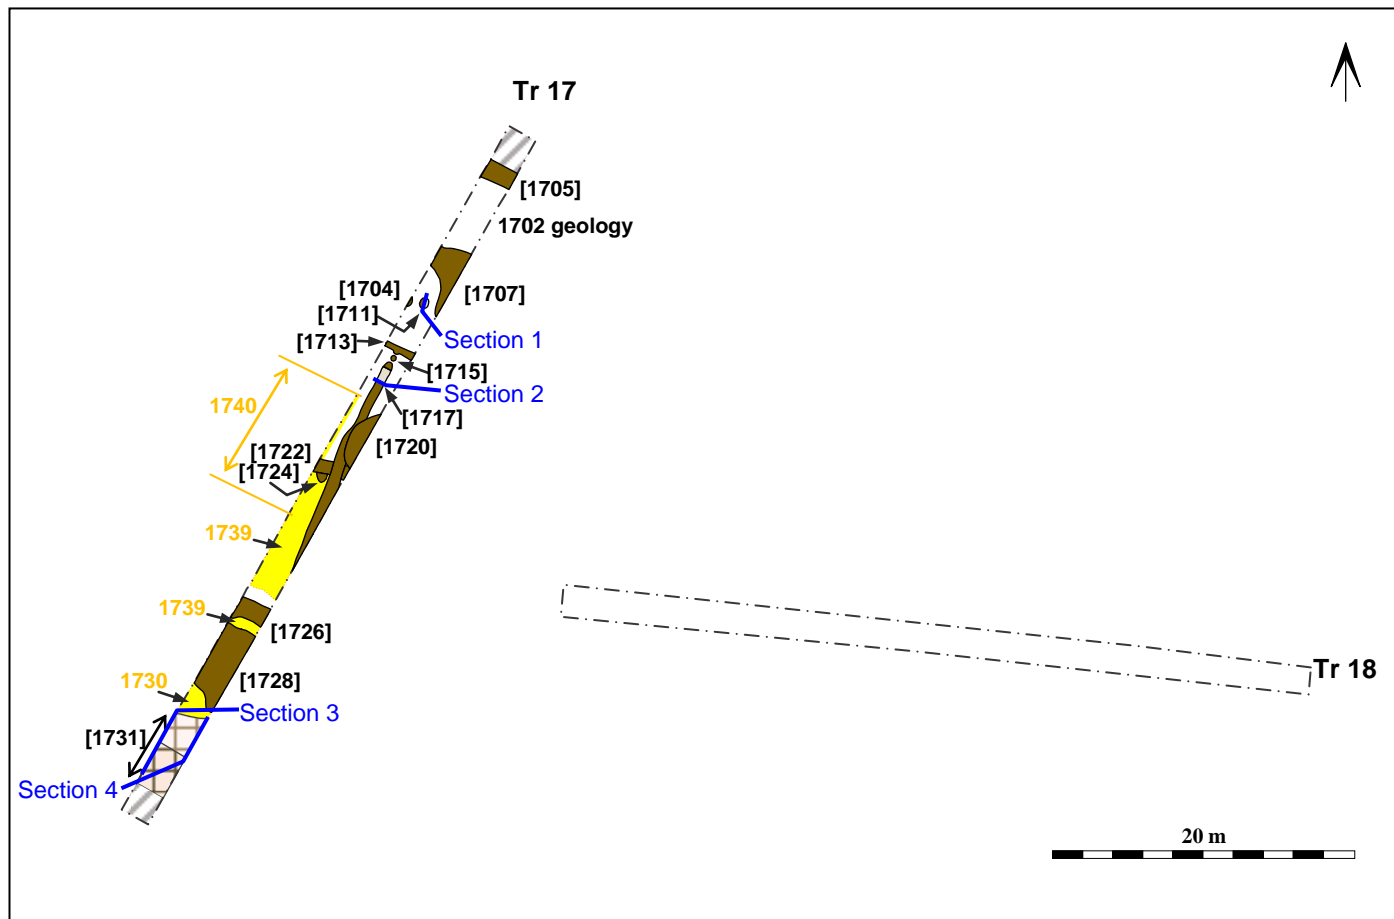 Tr 17
[1705]
1702 geology
[1704]
[1707]
[1711]
Section 1
[1713]
[1715]
Section 2
1740
[1717]
[1720]
[1722]
[1724]
1739
1739
[1726]
1730
[1728]
Tr 18
Section 3
[1731]
Section 4
20 m